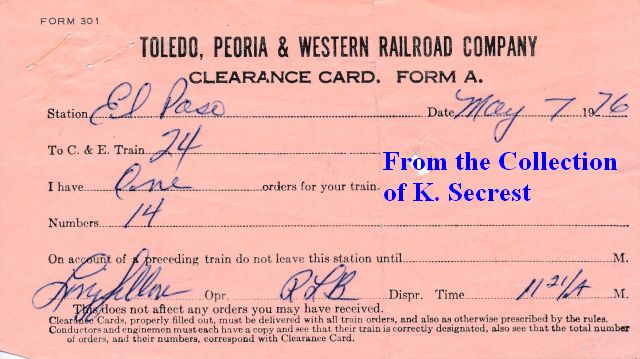 FORM 301
TOLEDO, PEORIA & WESTERN RAILROAD COMPANY
CLEARANCE CARD. FORM A.
Station El Paso Date May 7 1976
To C. & E. Train 24
From the Collection
of K. Secrest
I have One orders for your train.
Numbers 14
On account of a preceding train do not leave this station until M.
Opr. RLB Dispr. Time 11 21/A M.
This does not affect any orders you may have received.
Clearance Cards, properly filled out, must be delivered with all train orders, and also as otherwise prescribed by the rules.
Conductors and enginemen must each have a copy and see that their train is correctly designated, also see that the total number
of orders, and their numbers, correspond with Clearance Card.